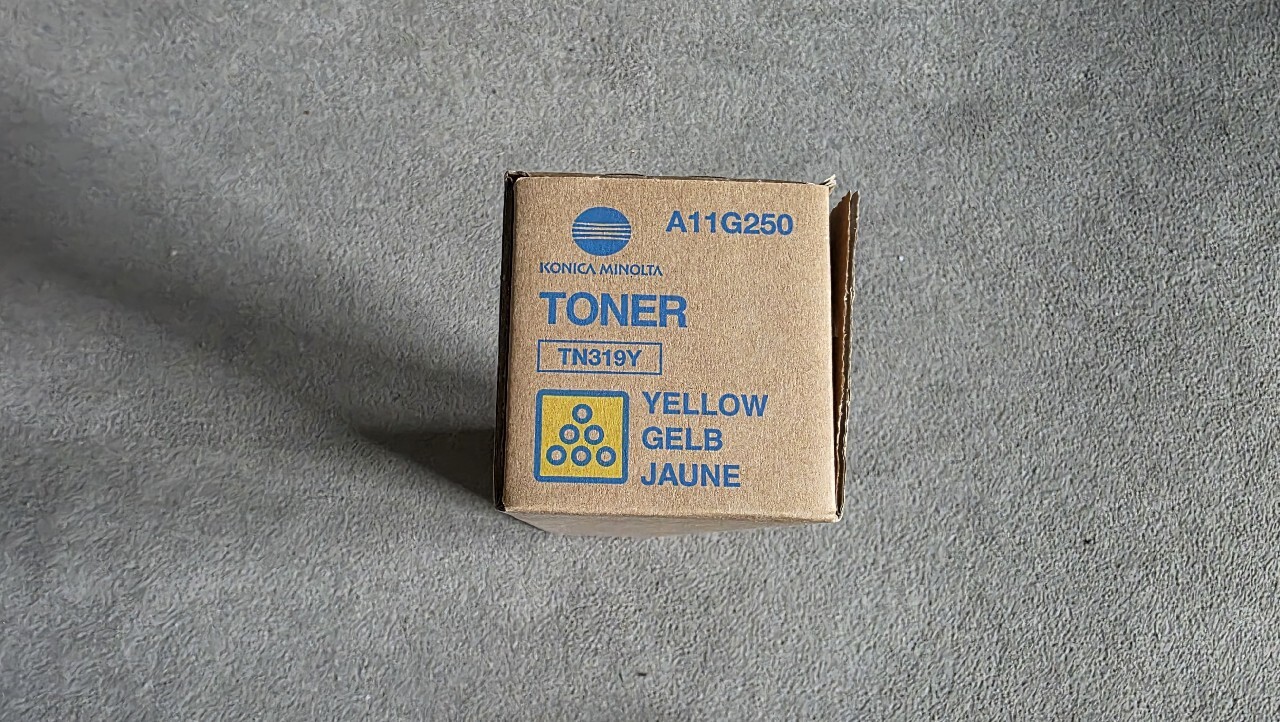 A11G250
KONICA MINOLTA
TONER
TN319Y
YELLOW
GELB
JAUNE